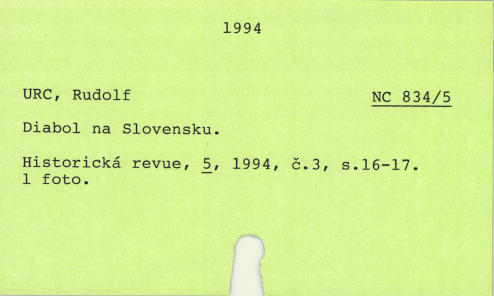 1994
URC, Rudolf NC 834/5
Diabol na Slovensku.
Historická revue, 5, 1994, č.3, s.16-17.
1 foto.